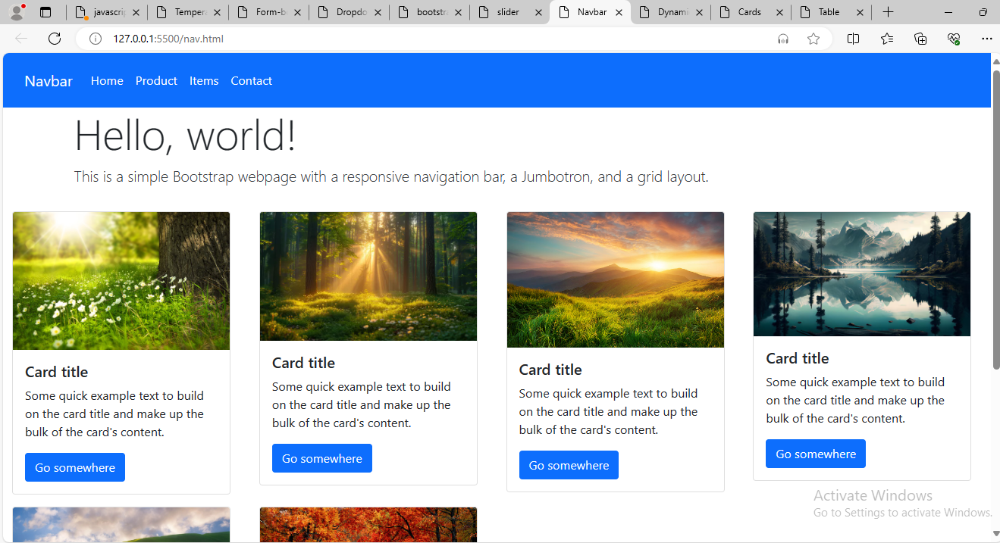 javascrip
Tempera
Form-b
Dropdo
bootstra
slider
Navbar
Dynami
Cards
Table
127.0.0.1:5500/nav.html
Navbar Home Product Items Contact
Hello, world!
This is a simple Bootstrap webpage with a responsive navigation bar, a Jumbotron, and a grid layout.
Card title
Some quick example text to build
on the card title and make up the
bulk of the card's content.
Go somewhere
Card title
Some quick example text to build
on the card title and make up the
bulk of the card's content.
Go somewhere
Card title
Some quick example text to build
on the card title and make up the
bulk of the card's content.
Go somewhere
Card title
Some quick example text to build
on the card title and make up the
bulk of the card's content.
Go somewhere
Activate Windows
Go to Settings to activate Windows.